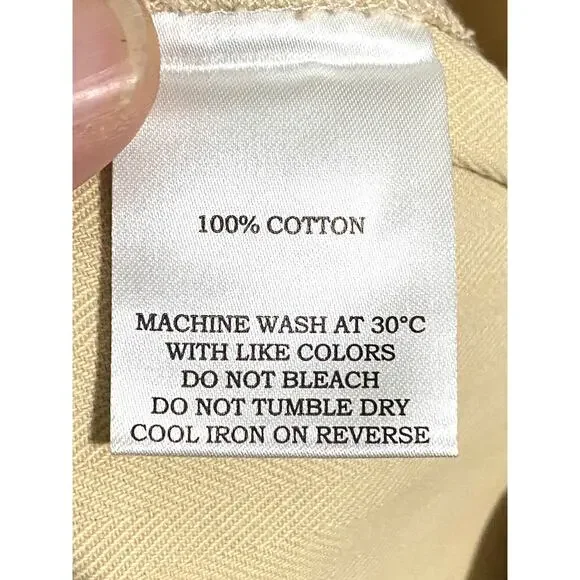 100% COTTON
MACHINE WASH AT 30°C
WITH LIKE COLORS
DO NOT BLEACH
DO NOT TUMBLE DRY
COOL IRON ON REVERSE